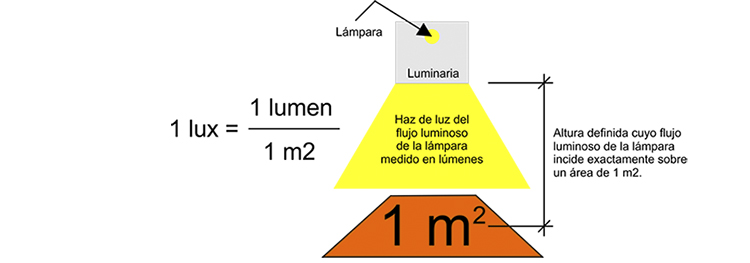 Lámpara
Luminaria
1 lux =
1 lumen
1 m2
Haz de luz del
flujo luminoso
de la lámpara
medido en lúmenes
Altura definida cuyo flujo
luminoso de la lámpara
incide exactamente sobre
un área de 1 m2.
1 m²